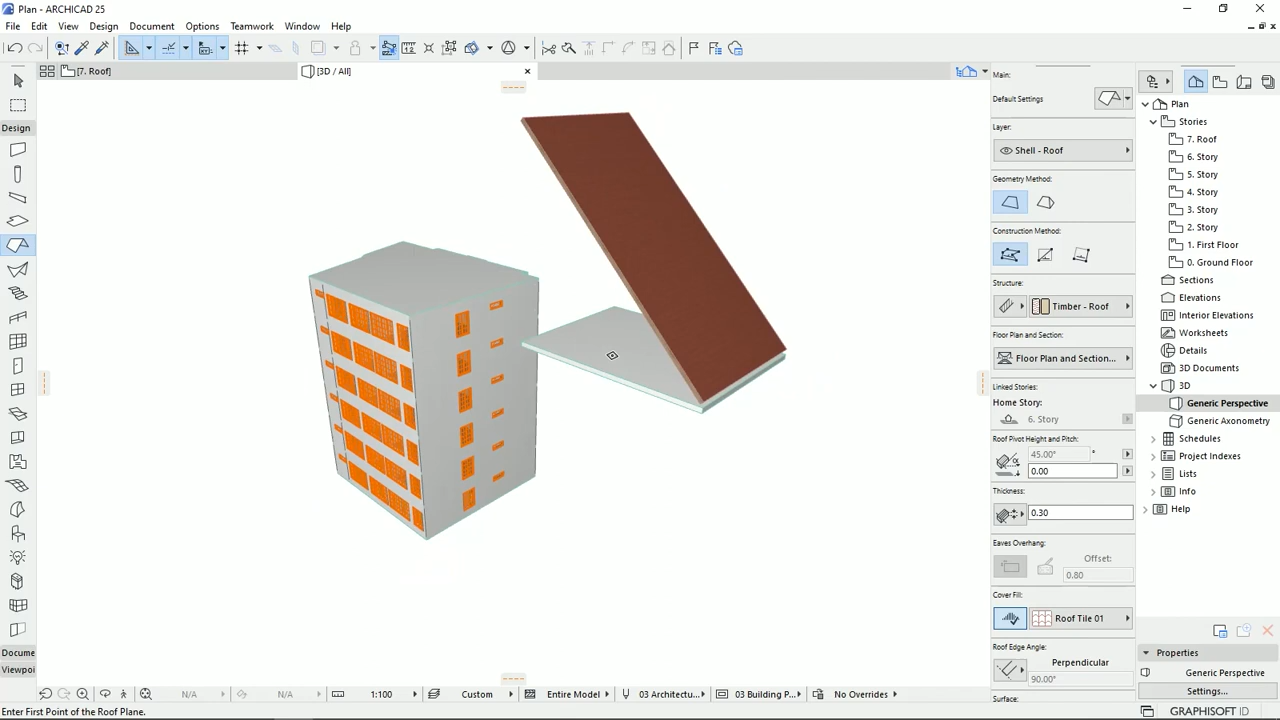 Plan - ARCHICAD 25
File Edit View Design Document Options Teamwork Window Help
[7. Roof]
[3D / All]
Main:
Default Settings
Layer:
Shell - Roof
Geometry Method:
Construction Method:
Structure:
Timber - Roof
Floor Plan and Section:
Floor Plan and Section...
Linked Stories:
Home Story:
6. Story
Roof Pivot Height and Pitch:
45.00°
0.00
Thickness:
0.30
Eaves Overhang:
Offset:
0.80
Cover Fill:
Roof Tile 01
Roof Edge Angle:
Perpendicular
90.00°
Surface:
Plan
Stories
7. Roof
6. Story
5. Story
4. Story
3. Story
2. Story
1. First Floor
0. Ground Floor
Sections
Elevations
Interior Elevations
Worksheets
Details
3D Documents
3D
Generic Perspective
Generic Axonometry
Schedules
Project Indexes
Lists
Info
Help
Properties
Generic Perspective
Settings...
GRAPHISOFT ID
Design
Docume
Viewpoi
N/A
N/A
1:100
Custom
Entire Model
03 Architectu...
03 Building P...
No Overrides
Enter First Point of the Roof Plane.